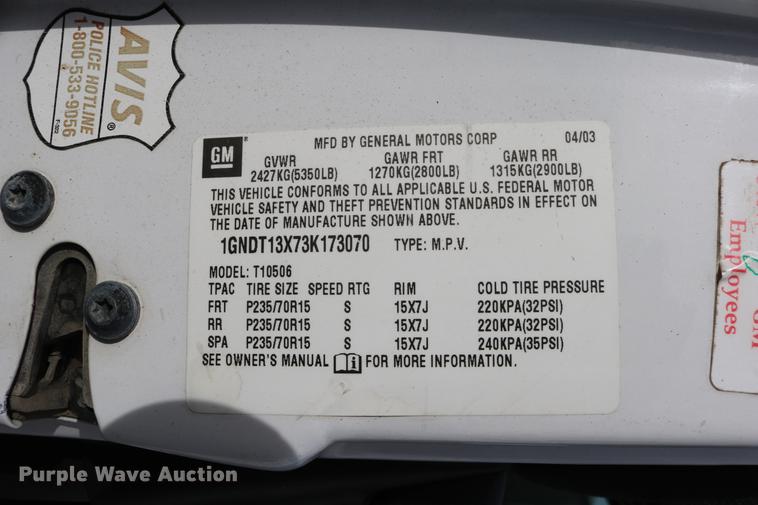 AVIS®
POLICE HOTLINE
1-800-533-9056
GM
MFD BY GENERAL MOTORS CORP 04/03
GVWR GAWR FRT GAWR RR
2427KG(5350LB) 1270KG(2800LB) 1315KG(2900LB)
THIS VEHICLE CONFORMS TO ALL APPLICABLE U.S. FEDERAL MOTOR
VEHICLE SAFETY AND THEFT PREVENTION STANDARDS IN EFFECT ON
THE DATE OF MANUFACTURE SHOWN ABOVE.
1GNDT13X73K173070 TYPE: M.P.V.
MODEL: T10506
TPAC TIRE SIZE SPEED RTG RIM COLD TIRE PRESSURE
FRT P235/70R15 S 15X7J 220KPA(32PSI)
RR P235/70R15 S 15X7J 220KPA(32PSI)
SPA P235/70R15 S 15X7J 240KPA(35PSI)
SEE OWNER'S MANUAL i FOR MORE INFORMATION.
GM
Employees
Purple Wave Auction